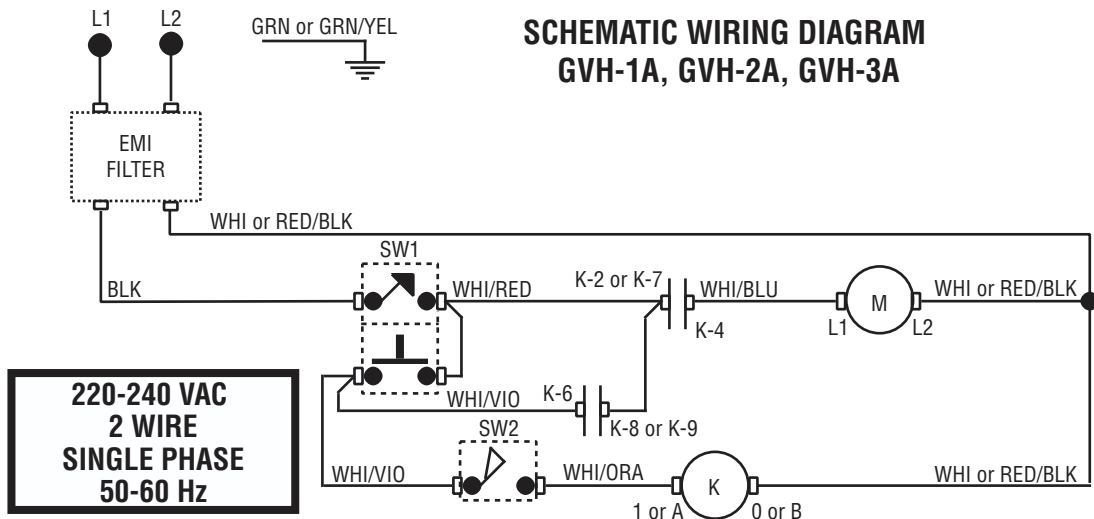 L1 L2
GRN or GRN/YEL
SCHEMATIC WIRING DIAGRAM
GVH-1A, GVH-2A, GVH-3A
EMI
FILTER
WHI or RED/BLK
SW1
BLK
WHI/RED
K-2 or K-7
K-4
WHI/BLU
L1
M
L2
WHI or RED/BLK
WHI/VIO
K-6
K-8 or K-9
220-240 VAC
2 WIRE
SINGLE PHASE
50-60 Hz
WHI/VIO
SW2
WHI/ORA
1 or A
K
0 or B
WHI or RED/BLK